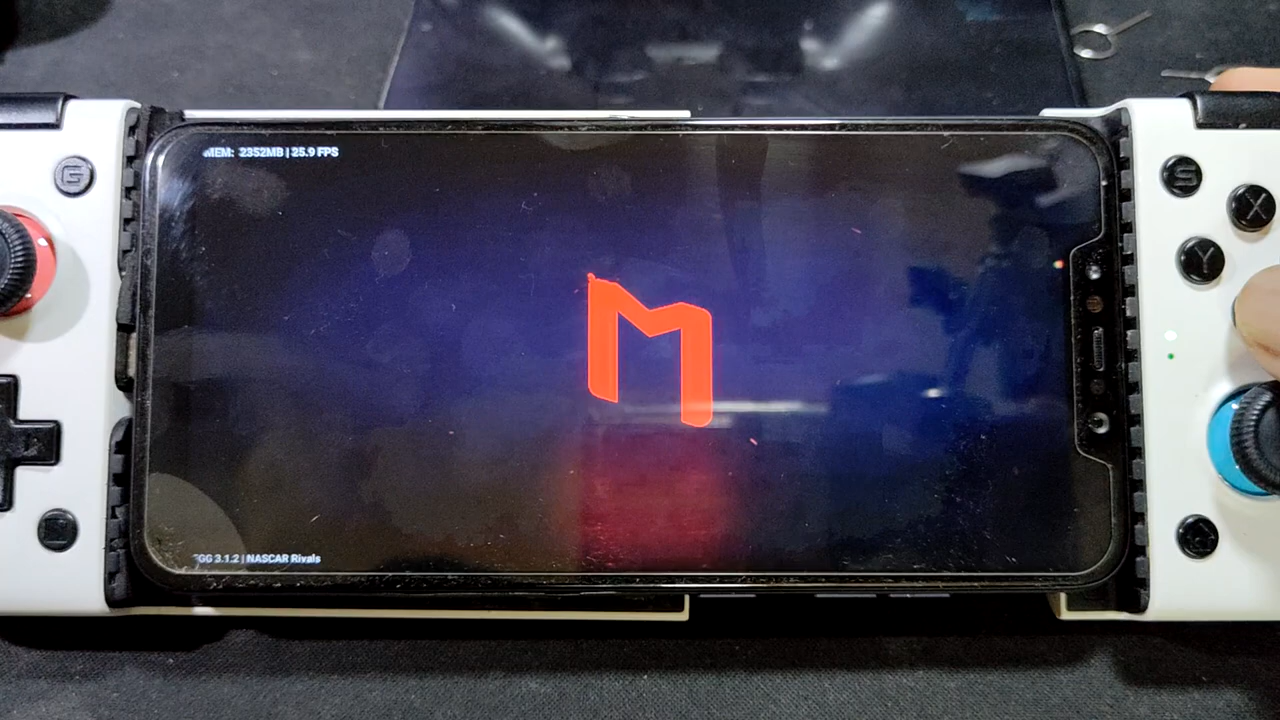 MEM: 2352MB | 25.9 FPS
G
S
X
Y
EGG 3.1.2 | NASCAR Rivals